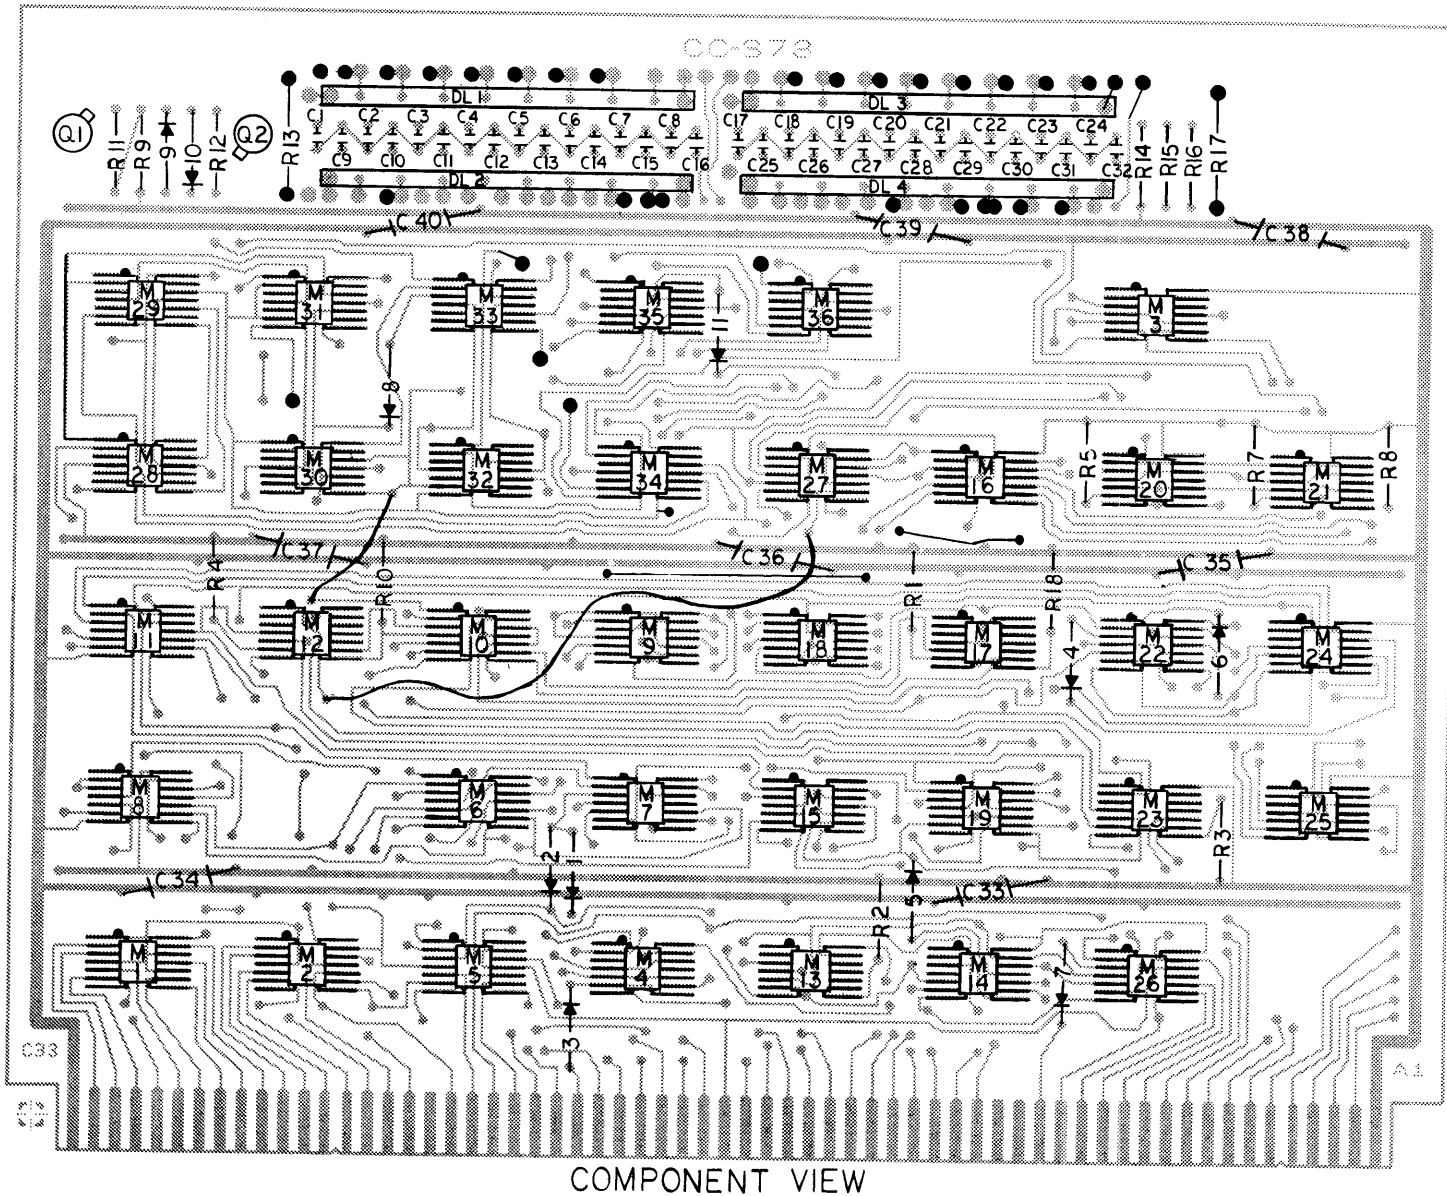 CC-S73
DL 1
DL 3
C1 C2 C3 C4 C5 C6 C7 C8 C17 C18 C19 C20 C21 C22 C23 C24
Q1 R11 R9 9 10 R12 Q2 R13 R14 R15 R16 R17
C9 C10 C11 C12 C13 C14 C15 C16 C25 C26 C27 C28 C29 C30 C31 C32
DL 2
DL 4
C 40 C39 C 38
M 29 M 31 M 33 M 35 11 M 36 M 3
8
M 28 M 30 M 32 M 34 M 27 M 16 R5 M 20 R7 M 21 R8
C37 C36 C 35
R4 R10 R1 R18
M 11 M 12 M 10 M 9 M 18 M 17 4 M 22 6 M 24
M 8 M 6 M 7 M 15 M 19 M 23 R3 M 25
2 1
C34 5 C33
R2
M 1 M 2 M 5 M 4 M 13 M 14 7 M 26
3
C33 A1
COMPONENT VIEW